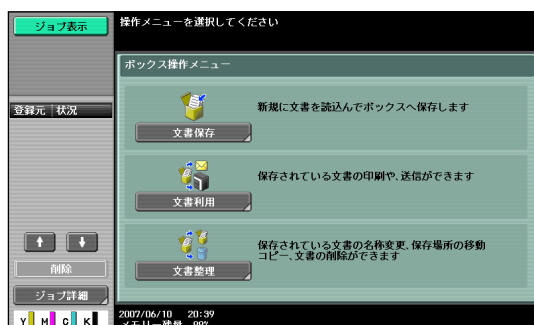 ジョブ表示
操作メニューを選択してください
ボックス操作メニュー
登録元 状況
新規に文書を読込んでボックスへ保存します
文書保存
保存されている文書の印刷や、送信ができます
文書利用
保存されている文書の名称変更、保存場所の移動
コピー、文書の削除ができます
文書整理
削除
ジョブ詳細
2007/06/10 20:39
Y M C K
メモリー残量 99%